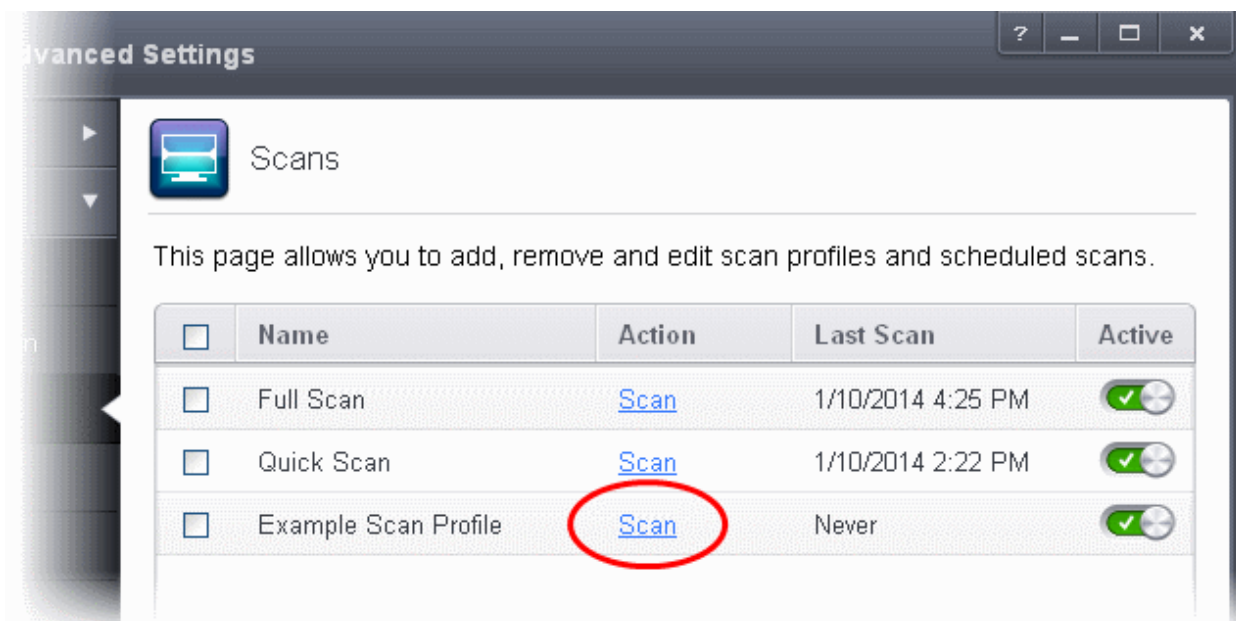 dvanced Settings
?
Scans
This page allows you to add, remove and edit scan profiles and scheduled scans.
Name Action Last Scan Active
Full Scan Scan 1/10/2014 4:25 PM
Quick Scan Scan 1/10/2014 2:22 PM
Example Scan Profile Scan Never